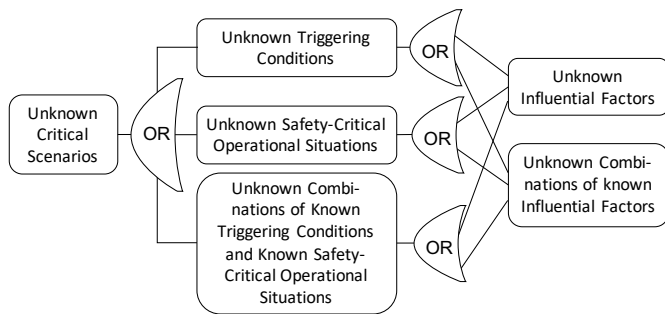 Unknown
Critical
Scenarios
OR
Unknown Triggering
Conditions
OR
Unknown Safety-Critical
Operational Situations
OR
Unknown Combi-
nations of Known
Triggering Conditions
and Known Safety-
Critical Operational
Situations
OR
Unknown
Influential Factors
Unknown Combi-
nations of known
Influential Factors